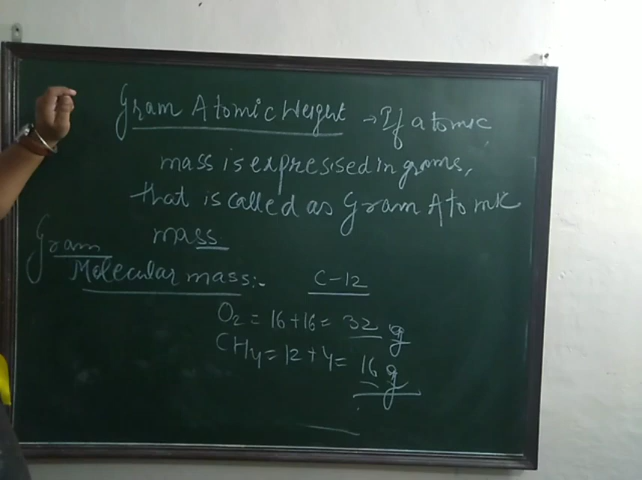 Gram Atomic Weight → If atomic
mass is expressed in grams,
that is called as Gram Atomic
mass
Gram
Molecular mass:- C-12
O2 = 16+16 = 32 g
CH4 = 12+4 = 16 g